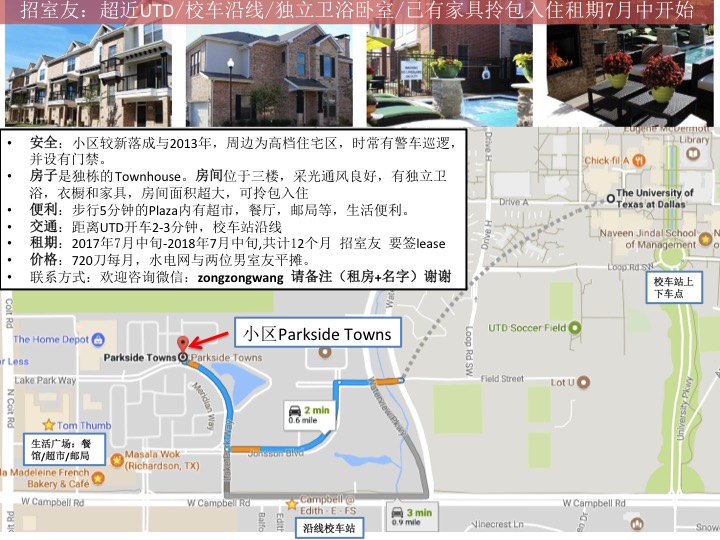 招室友：超近UTD/校车沿线/独立卫浴卧室/已有家具拎包入住租期7月中开始
• 安全：小区较新落成与2013年，周边为高档住宅区，时常有警车巡逻，
并设有门禁。
• 房子是独栋的Townhouse。房间位于三楼，采光通风良好，有独立卫
浴，衣橱和家具，房间面积超大，可拎包入住
• 便利：步行5分钟的Plaza内有超市，餐厅，邮局等，生活便利。
• 交通：距离UTD开车2-3分钟，校车站沿线
• 租期：2017年7月中旬-2018年7月中旬,共计12个月 招室友 要签lease
• 价格：720刀每月，水电网与两位男室友平摊。
• 联系方式：欢迎咨询微信：zongzongwang 请备注（租房+名字）谢谢
Drive H
Eugene McDermott
Library
Chick-fil A
Drive A
The University of
Texas at Dallas
Drive H
Naveen Jindal School
of Management
Loop Rd SW
校车站上
下车点
Coit Rd
The Home Depot
小区Parkside Towns
UTD Soccer Field
Loop Rd SW
Parkside Towns
Parkside Towns
Lake Park Way
Field Street
Lot U
N Coit Rd
Meridian Way
Waterview Pkwy
2 min
0.6 mile
University Pkwy
Tom Thumb
生活广场：餐
馆/超市/邮局
Masala Wok
(Richardson, TX)
Jonsson Blvd
la Madeleine French
Bakery & Café
W Campbell Rd
W Campbell Rd
W Campbell Rd
Campbell @
Edith - E - FS
3 min
0.9 mile
沿线校车站
Vinecrest Ln